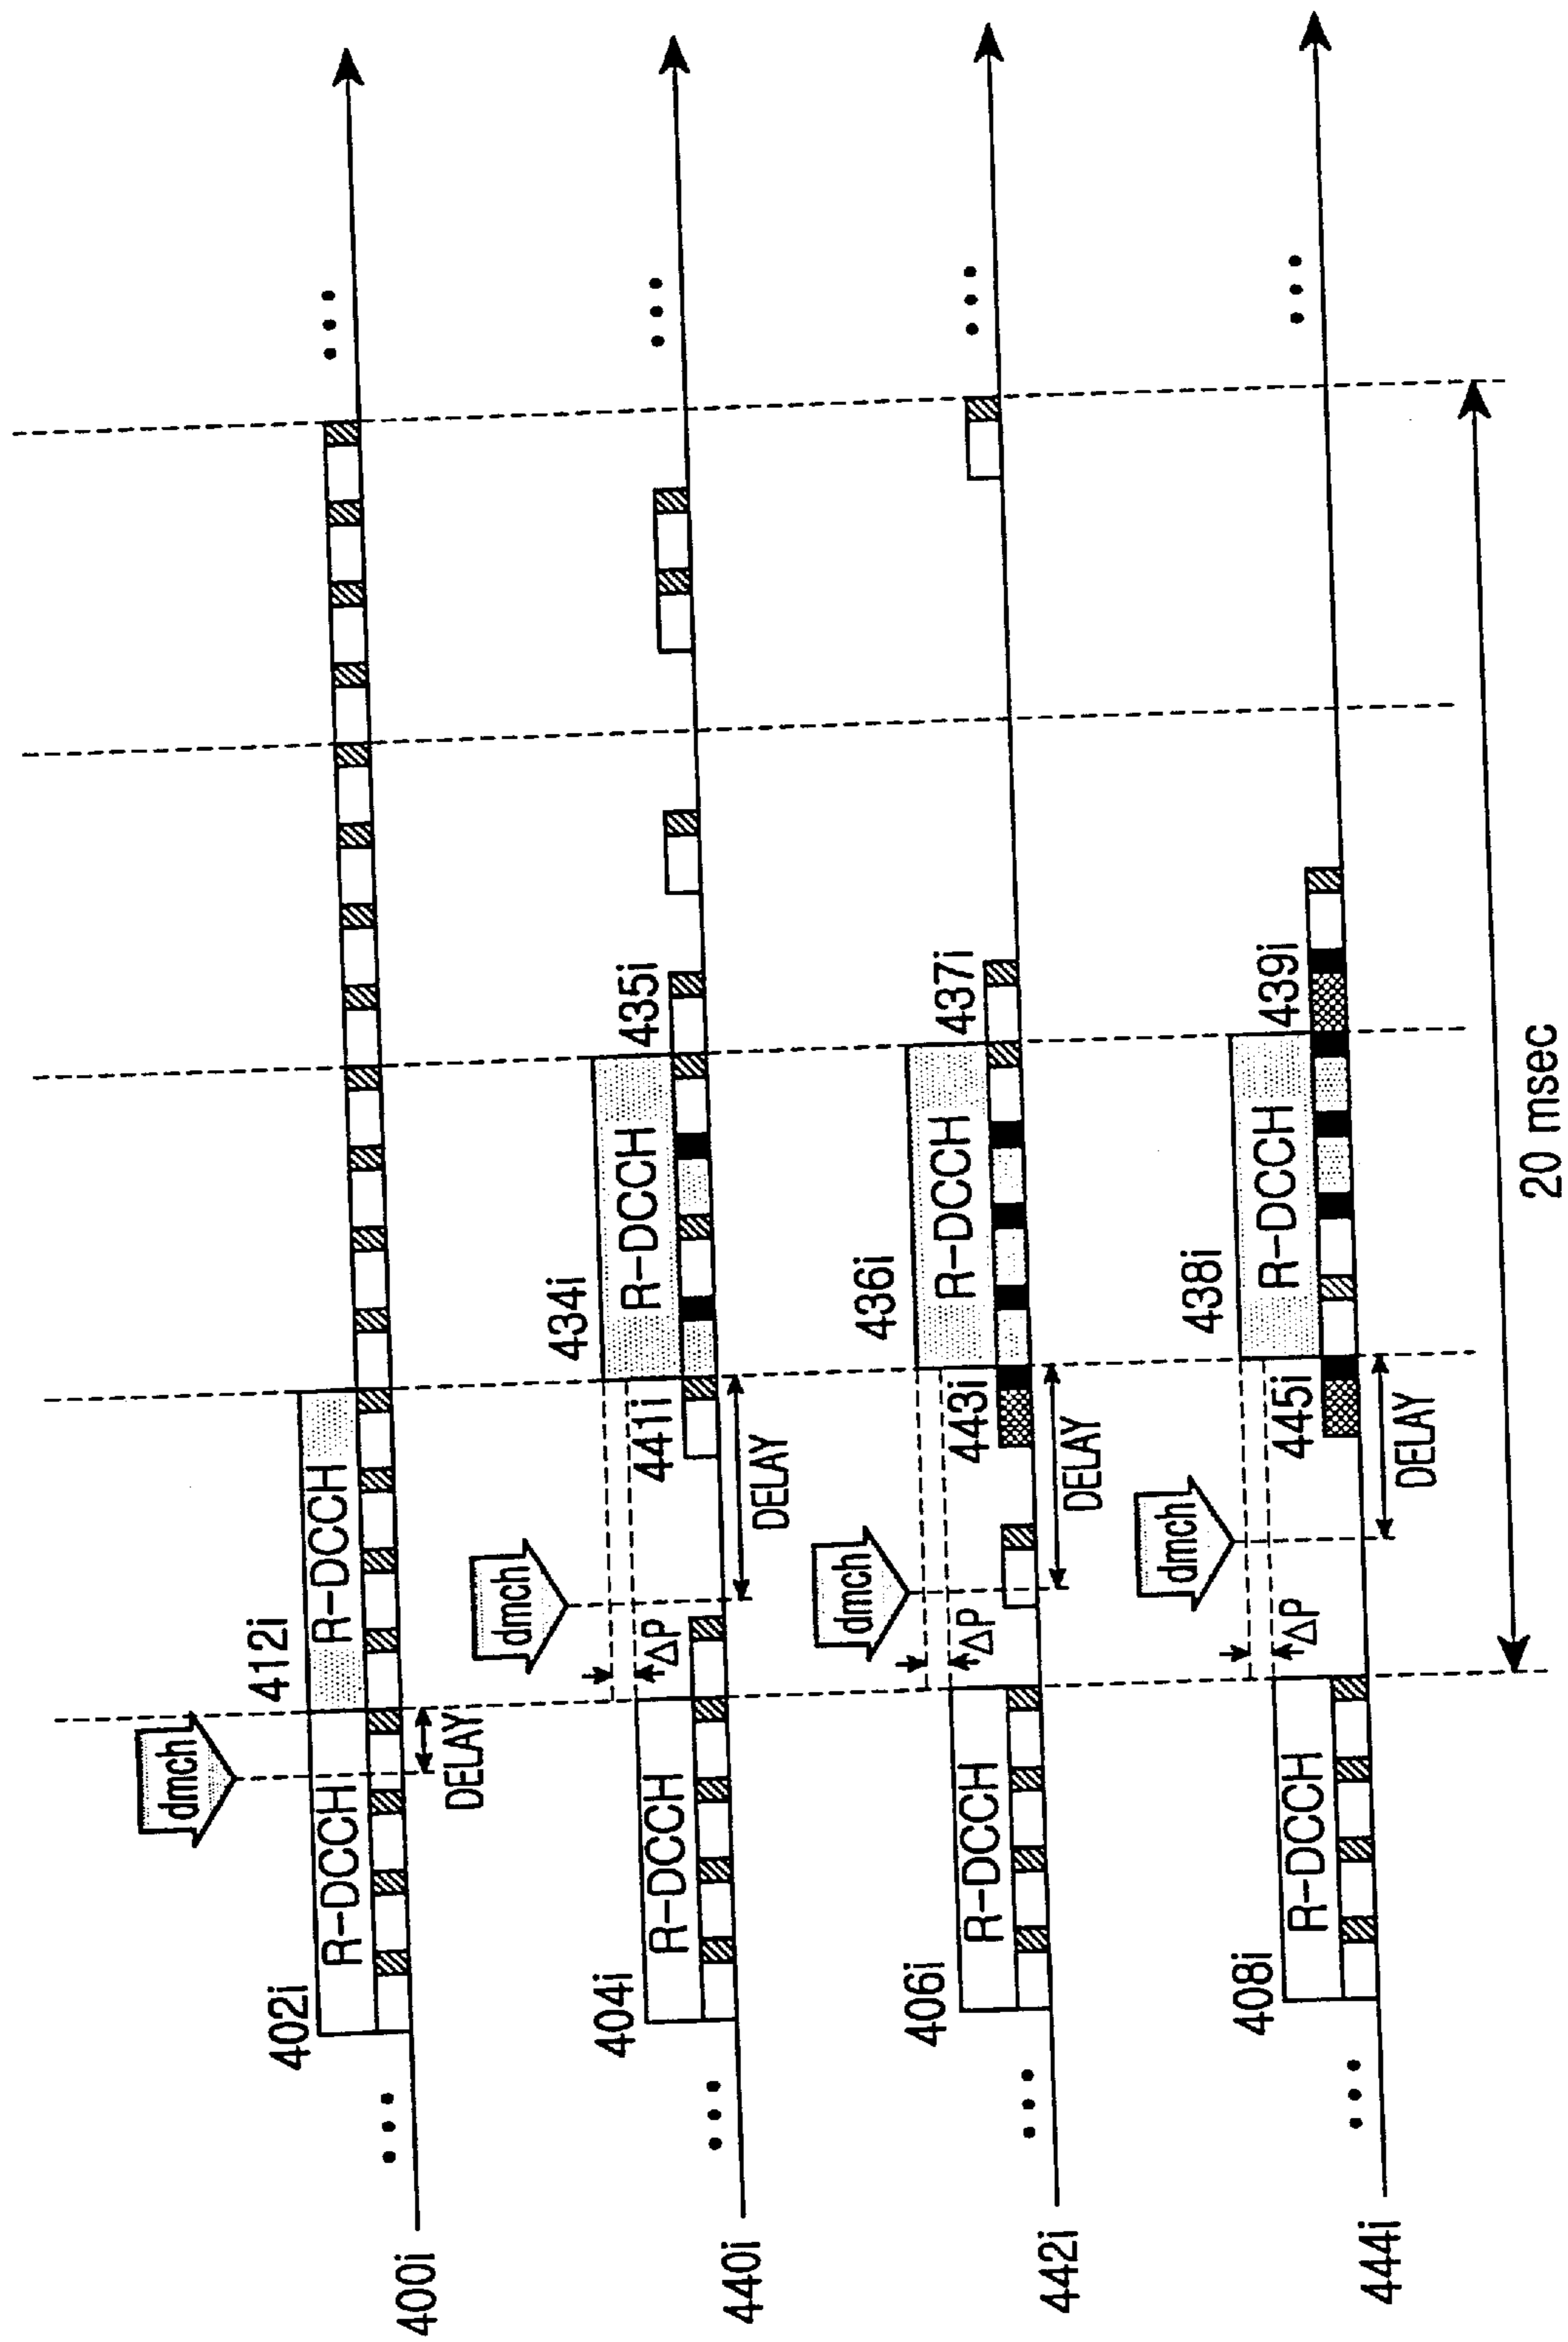 402i
R-DCCH
dmch
DELAY
412i
R-DCCH
400i
404i
R-DCCH
dmch
ΔP
441i
DELAY
434i
R-DCCH
435i
440i
406i
R-DCCH
dmch
ΔP
443i
DELAY
436i
R-DCCH
437i
442i
408i
R-DCCH
dmch
ΔP
445i
DELAY
438i
R-DCCH
439i
444i
20 msec